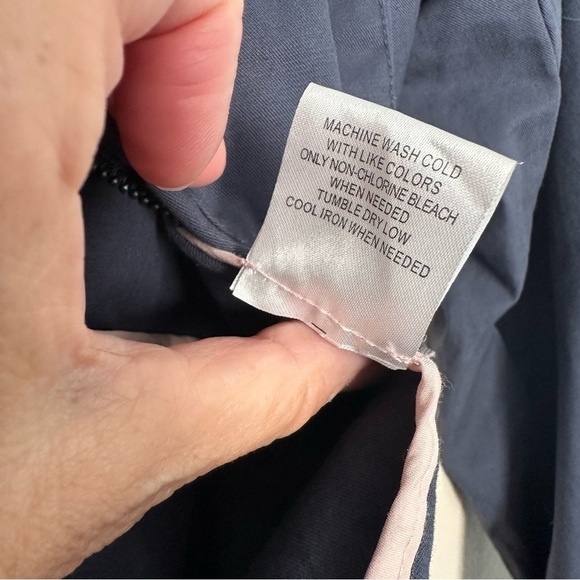 MACHINE WASH COLD
WITH LIKE COLORS
ONLY NON-CHLORINE BLEACH
WHEN NEEDED
TUMBLE DRY LOW
COOL IRON WHEN NEEDED